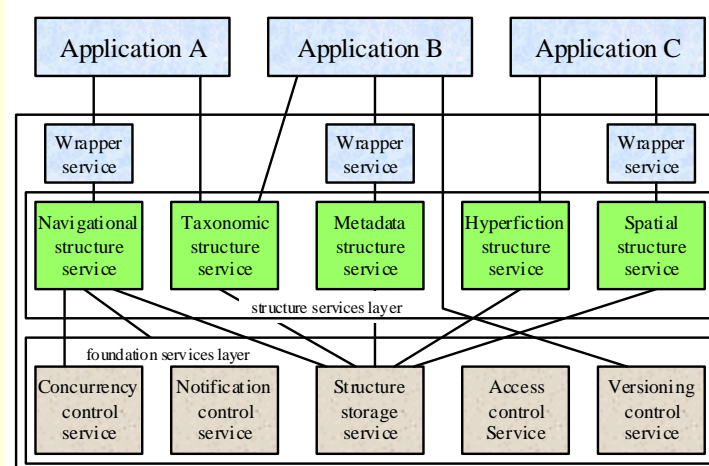 Application A
Application B
Application C
Wrapper
service
Wrapper
service
Wrapper
service
Navigational
structure
service
Taxonomic
structure
service
Metadata
structure
service
Hyperfiction
structure
service
Spatial
structure
service
structure services layer
foundation services layer
Concurrency
control
service
Notification
control
service
Structure
storage
service
Access
control
Service
Versioning
control
service